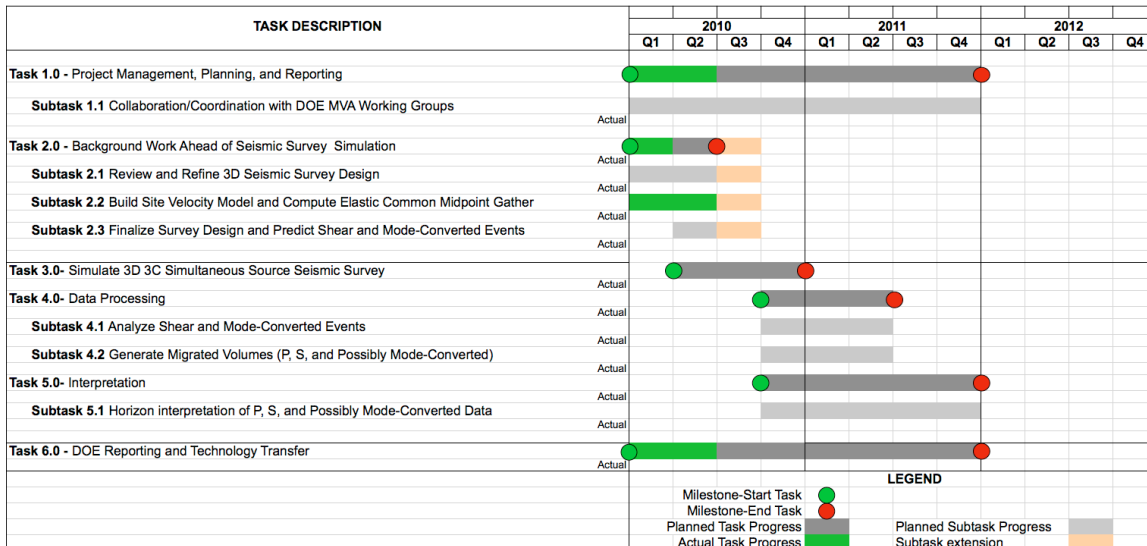 TASK DESCRIPTION 2010 2011 2012
Q1 Q2 Q3 Q4 Q1 Q2 Q3 Q4 Q1 Q2 Q3 Q4
Task 1.0 - Project Management, Planning, and Reporting
Subtask 1.1 Collaboration/Coordination with DOE MVA Working Groups
Actual
Task 2.0 - Background Work Ahead of Seismic Survey Simulation
Actual
Subtask 2.1 Review and Refine 3D Seismic Survey Design
Actual
Subtask 2.2 Build Site Velocity Model and Compute Elastic Common Midpoint Gather
Actual
Subtask 2.3 Finalize Survey Design and Predict Shear and Mode-Converted Events
Actual
Task 3.0- Simulate 3D 3C Simultaneous Source Seismic Survey
Actual
Task 4.0- Data Processing
Actual
Subtask 4.1 Analyze Shear and Mode-Converted Events
Actual
Subtask 4.2 Generate Migrated Volumes (P, S, and Possibly Mode-Converted)
Actual
Task 5.0- Interpretation
Actual
Subtask 5.1 Horizon interpretation of P, S, and Possibly Mode-Converted Data
Actual
Task 6.0 - DOE Reporting and Technology Transfer
Actual
LEGEND
Milestone-Start Task
Milestone-End Task
Planned Task Progress Planned Subtask Progress
Actual Task Progress Subtask extension